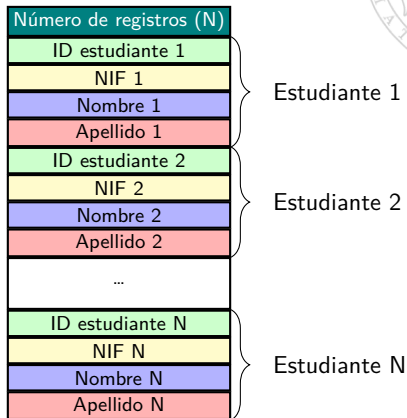 Número de registros (N)
ID estudiante 1
NIF 1
Nombre 1
Apellido 1
Estudiante 1
ID estudiante 2
NIF 2
Nombre 2
Apellido 2
Estudiante 2
...
ID estudiante N
NIF N
Nombre N
Apellido N
Estudiante N